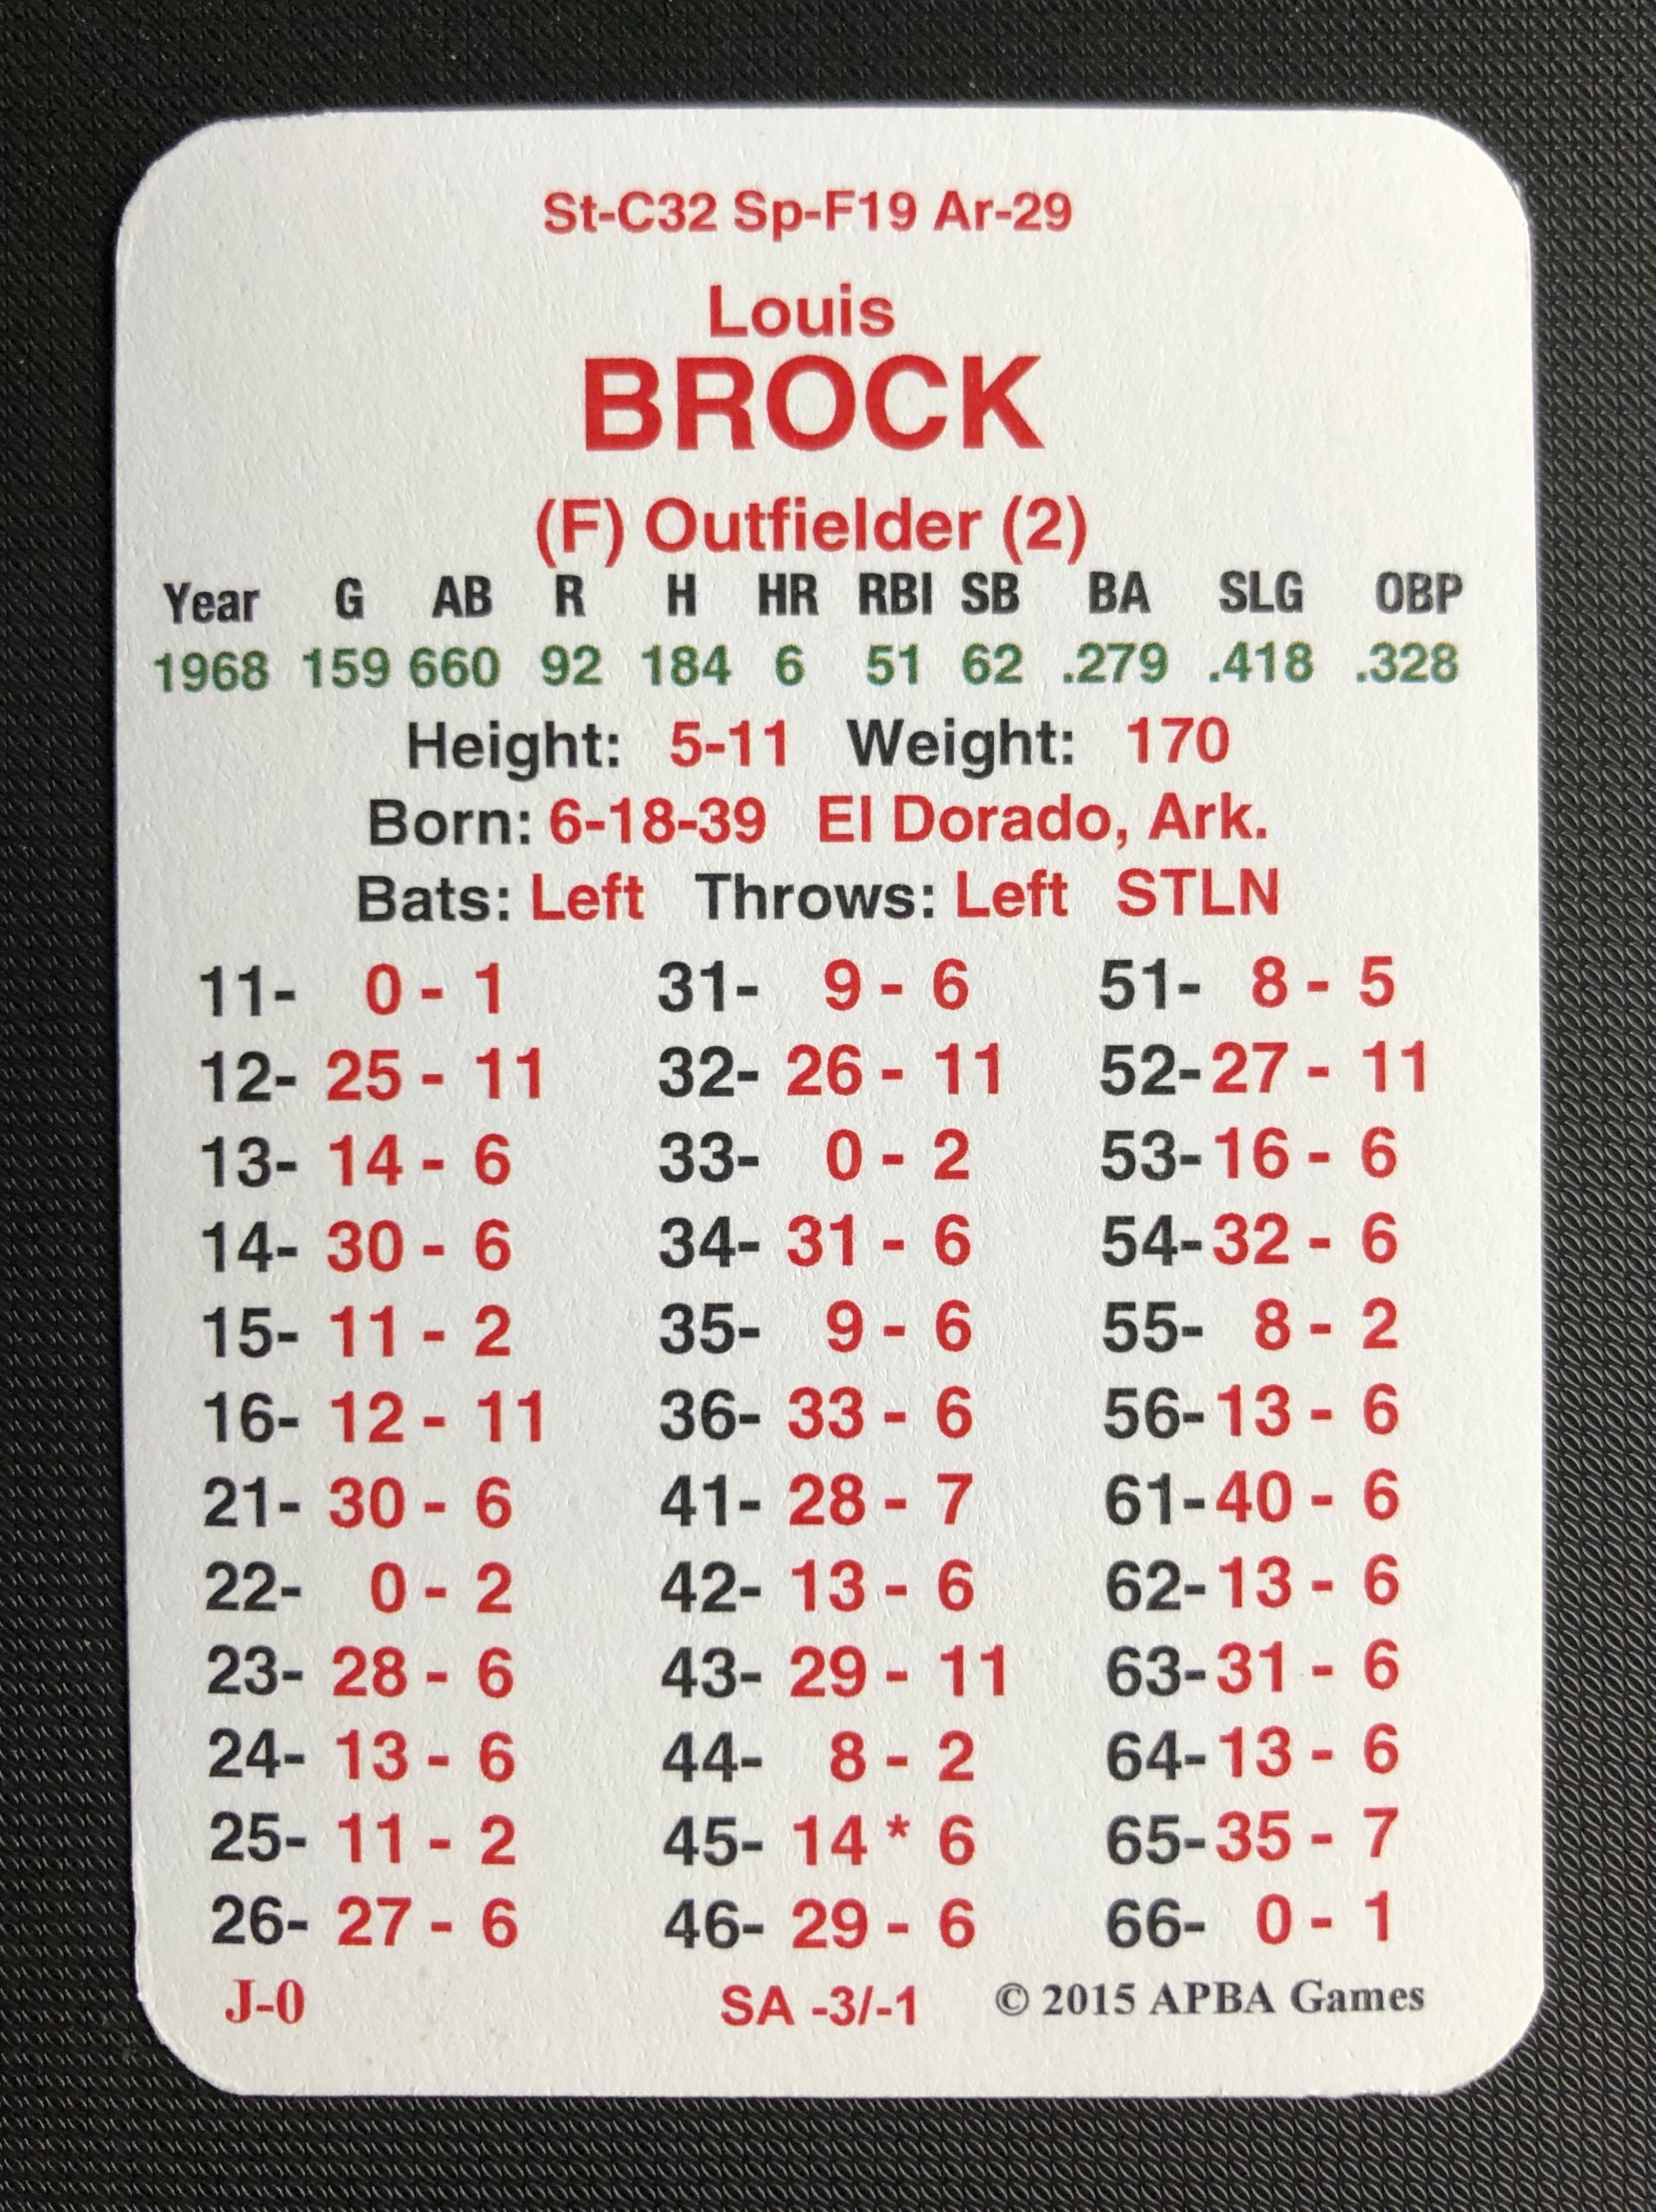 St-C32 Sp-F19 Ar-29
Louis
BROCK
(F) Outfielder (2)
Year G AB R H HR RBI SB BA SLG OBP
1968 159 660 92 184 6 51 62 .279 .418 .328
Height: 5-11 Weight: 170
Born: 6-18-39 El Dorado, Ark.
Bats: Left Throws: Left STLN
11- 0 - 1 31- 9 - 6 51- 8 - 5
12- 25 - 11 32- 26 - 11 52- 27 - 11
13- 14 - 6 33- 0 - 2 53- 16 - 6
14- 30 - 6 34- 31 - 6 54- 32 - 6
15- 11 - 2 35- 9 - 6 55- 8 - 2
16- 12 - 11 36- 33 - 6 56- 13 - 6
21- 30 - 6 41- 28 - 7 61- 40 - 6
22- 0 - 2 42- 13 - 6 62- 13 - 6
23- 28 - 6 43- 29 - 11 63- 31 - 6
24- 13 - 6 44- 8 - 2 64- 13 - 6
25- 11 - 2 45- 14 * 6 65- 35 - 7
26- 27 - 6 46- 29 - 6 66- 0 - 1
J-0 SA -3/-1 © 2015 APBA Games